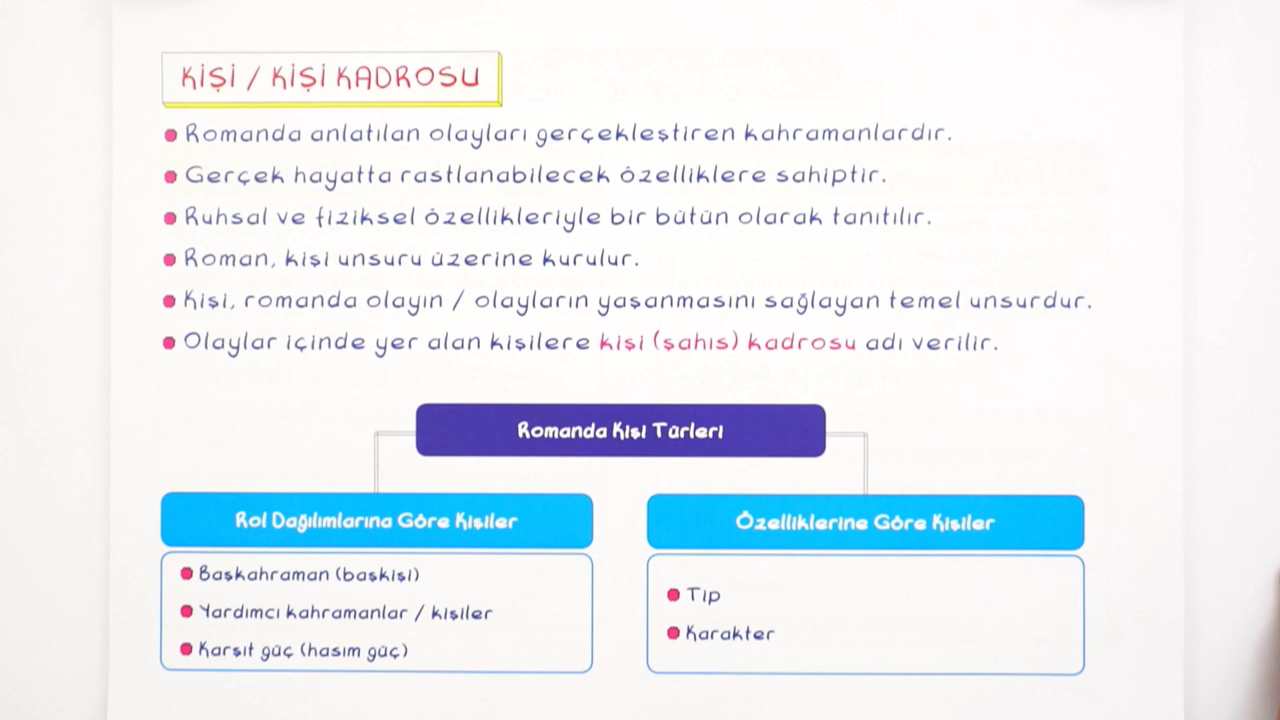 KİŞİ / KİŞİ KADROSU
Romanda anlatılan olayları gerçekleştiren kahramanlardır.
Gerçek hayatta rastlanabilecek özelliklere sahiptir.
Ruhsal ve fiziksel özellikleriyle bir bütün olarak tanıtılır.
Roman, kişi unsuru üzerine kurulur.
Kişi, romanda olayın / olayların yaşanmasını sağlayan temel unsurdur.
Olaylar içinde yer alan kişilere kişi (şahıs) kadrosu adı verilir.
Romanda Kişi Türleri
Rol Dağılımlarına Göre Kişiler
Başkahraman (başkişi)
Yardımcı kahramanlar / kişiler
Karşıt güç (hasım güç)
Özelliklerine Göre Kişiler
Tip
Karakter